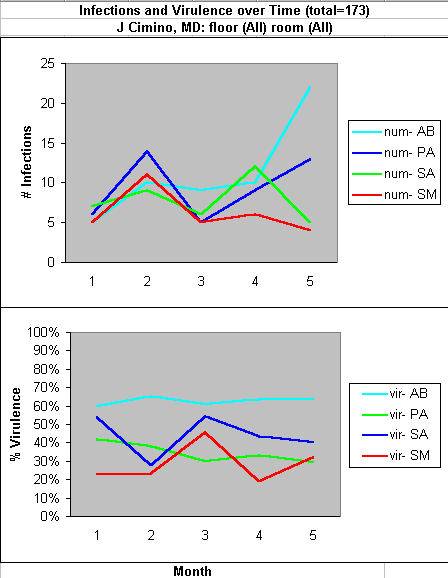 Infections and Virulence over Time (total=173)
J Cimino, MD: floor (All) room (All)
# Infections
25
20
15
10
5
0
1 2 3 4 5
num- AB
num- PA
num- SA
num- SM
% Virulence
100%
90%
80%
70%
60%
50%
40%
30%
20%
10%
0%
1 2 3 4 5
vir- AB
vir- PA
vir- SA
vir- SM
Month